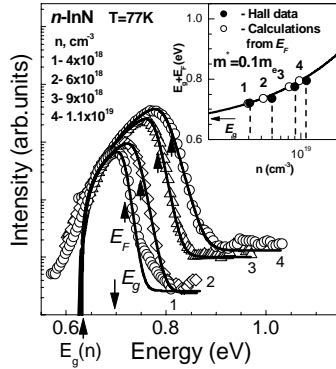 n-InN T=77K
n, cm⁻³
1- 4x10¹⁸
2- 6x10¹⁸
3- 9x10¹⁸
4- 1.1x10¹⁹
- Hall data
- Calculations
from E_F
m*=0.1m_e
1
2
3
4
E_g
E_g+E_F (eV)
0.8
0.7
0.6
10¹⁹
n (cm⁻³)
Intensity (arb.units)
E_F
E_g
1
2
3
4
0.6
0.8
1.0
E_g(n)
Energy (eV)